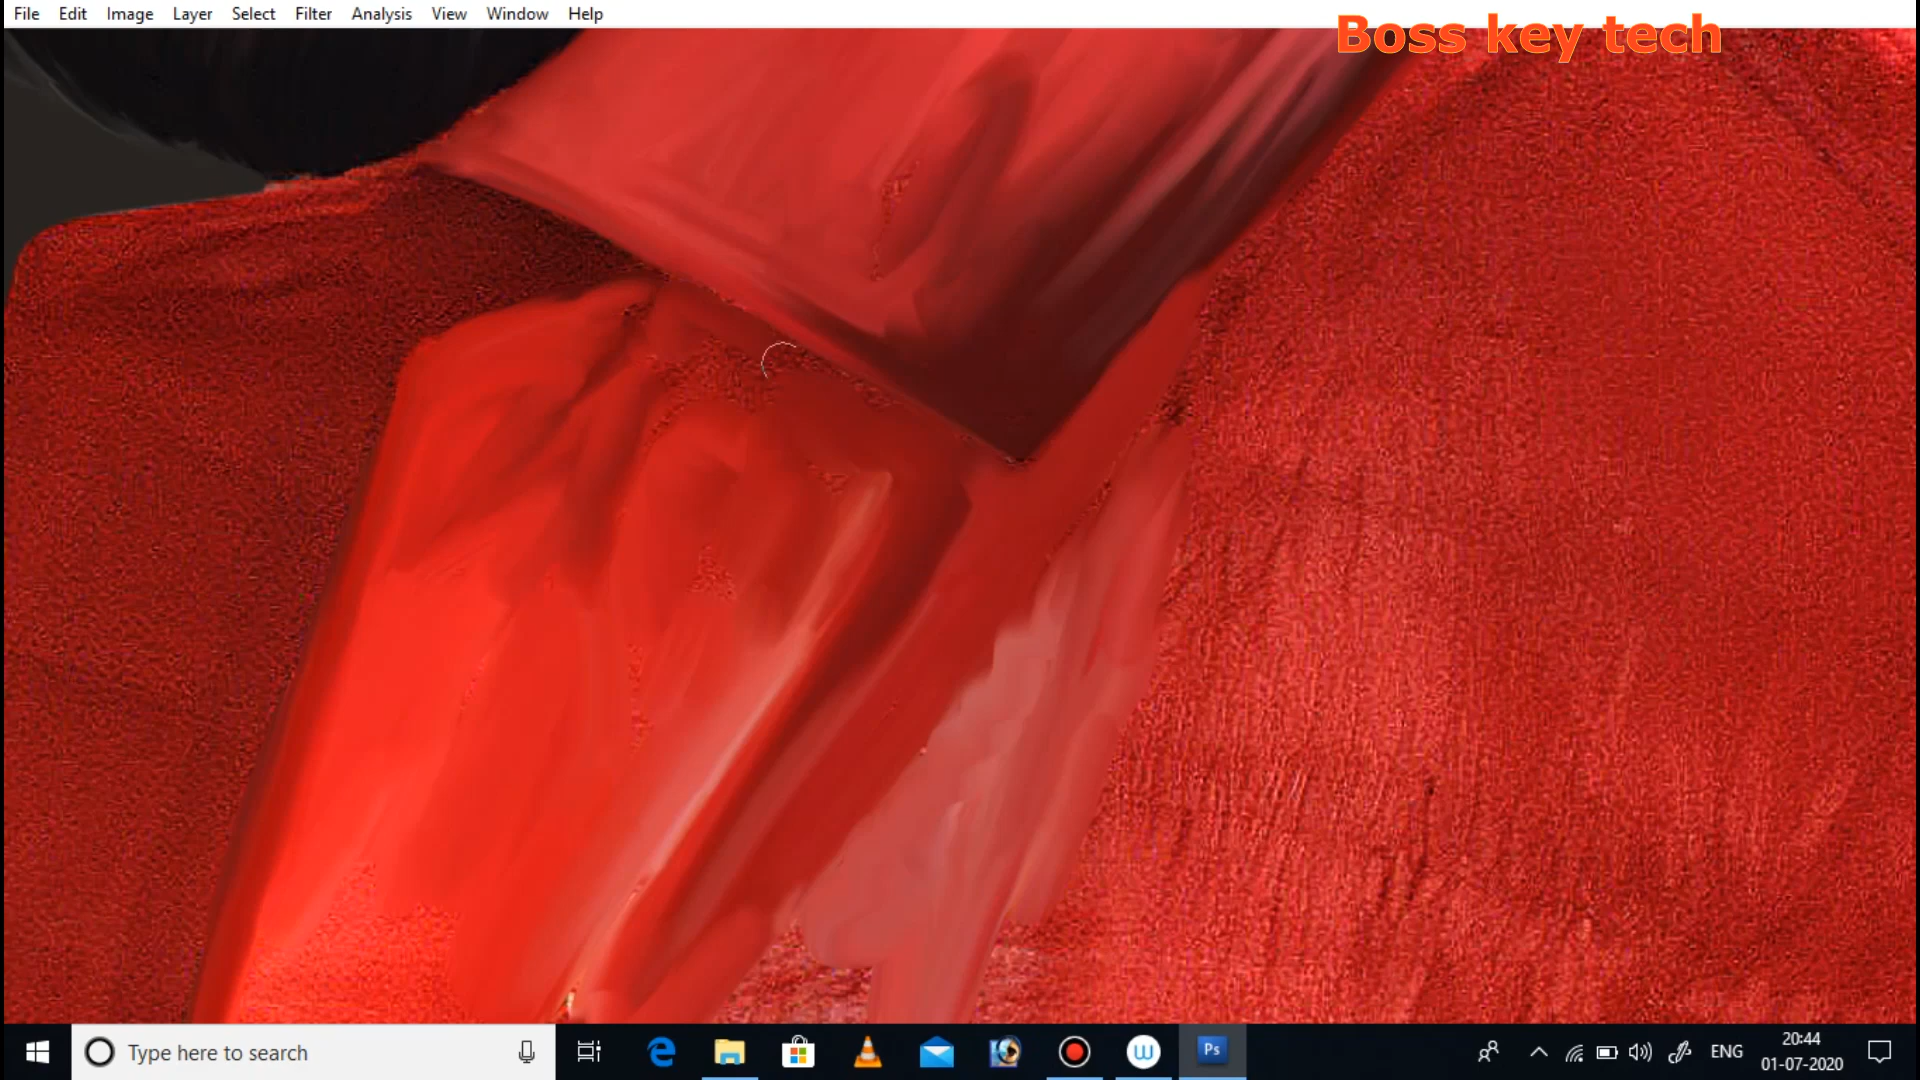 File Edit Image Layer Select Filter Analysis View Window Help
Boss key tech
Type here to search
W
Ps
ENG
20:44
01-07-2020